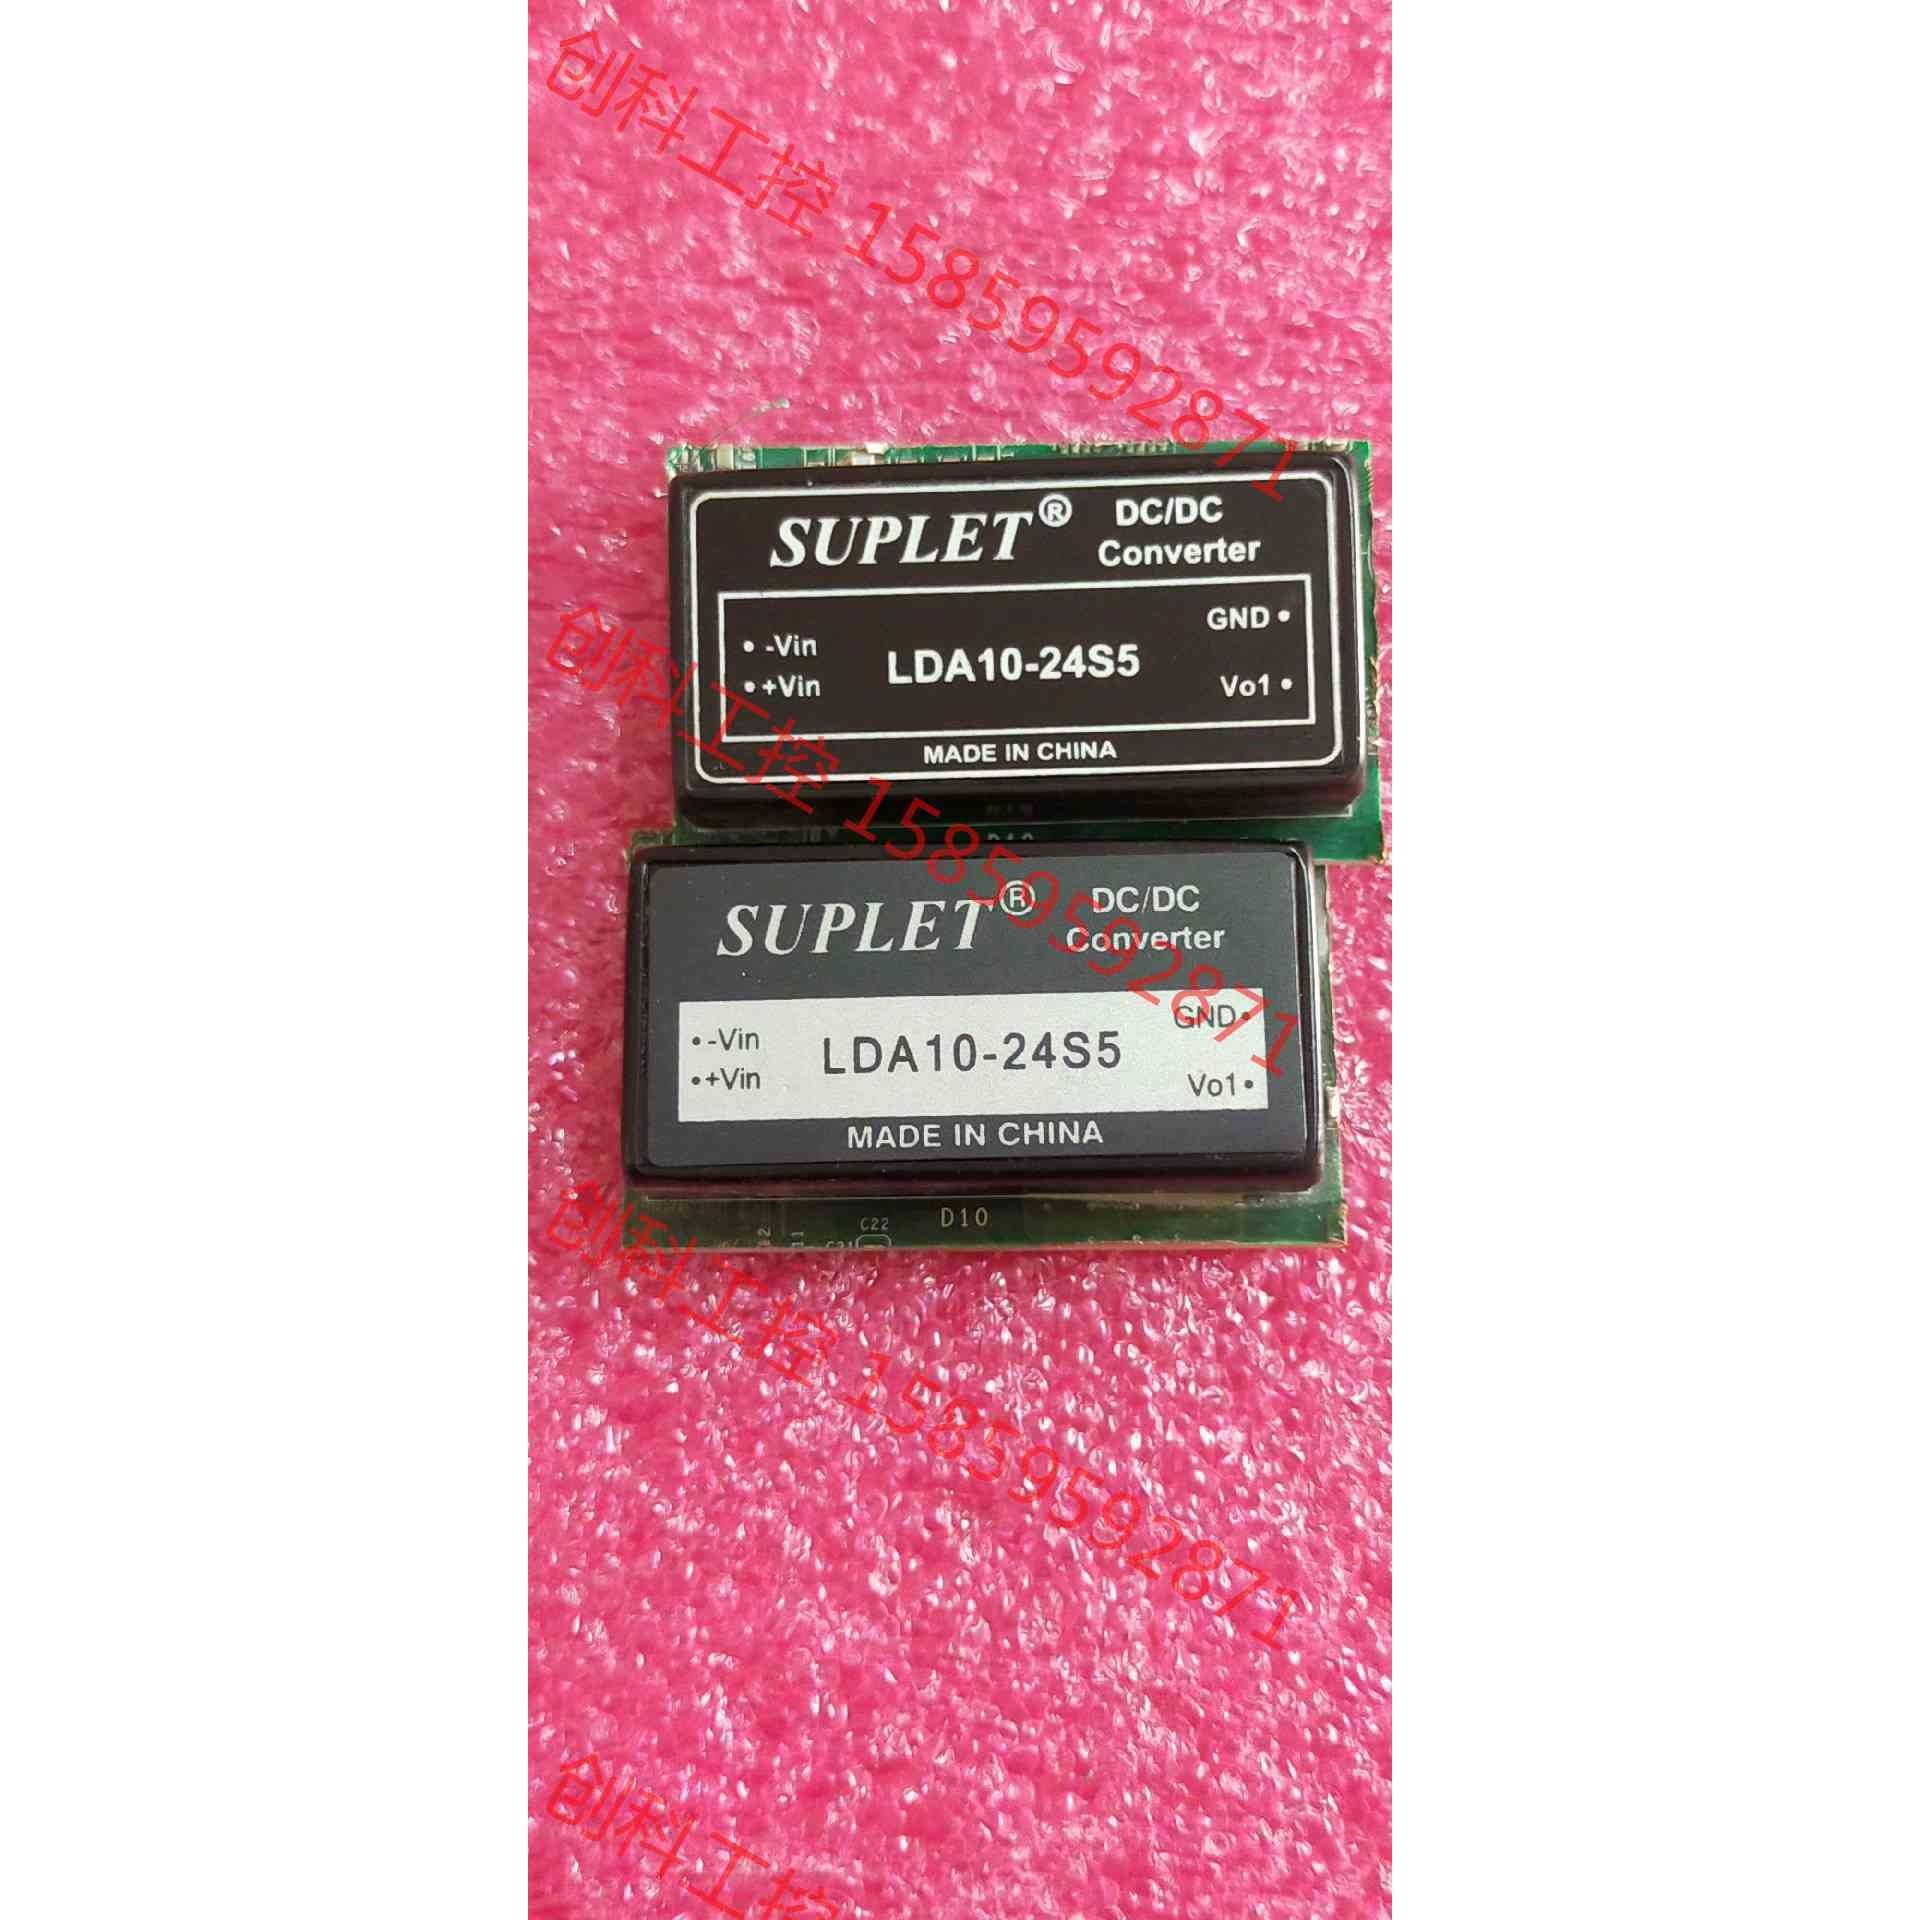 创科工控 15859592871
SUPLET® DC/DC
Converter
GND •
• -Vin
LDA10-24S5
• +Vin
Vo1 •
MADE IN CHINA
创科工控 15859592871
SUPLET® DC/DC
Converter
GND•
•-Vin
LDA10-24S5
•+Vin
Vo1•
MADE IN CHINA
C22
D10
创科工控 15859592871
创科工控